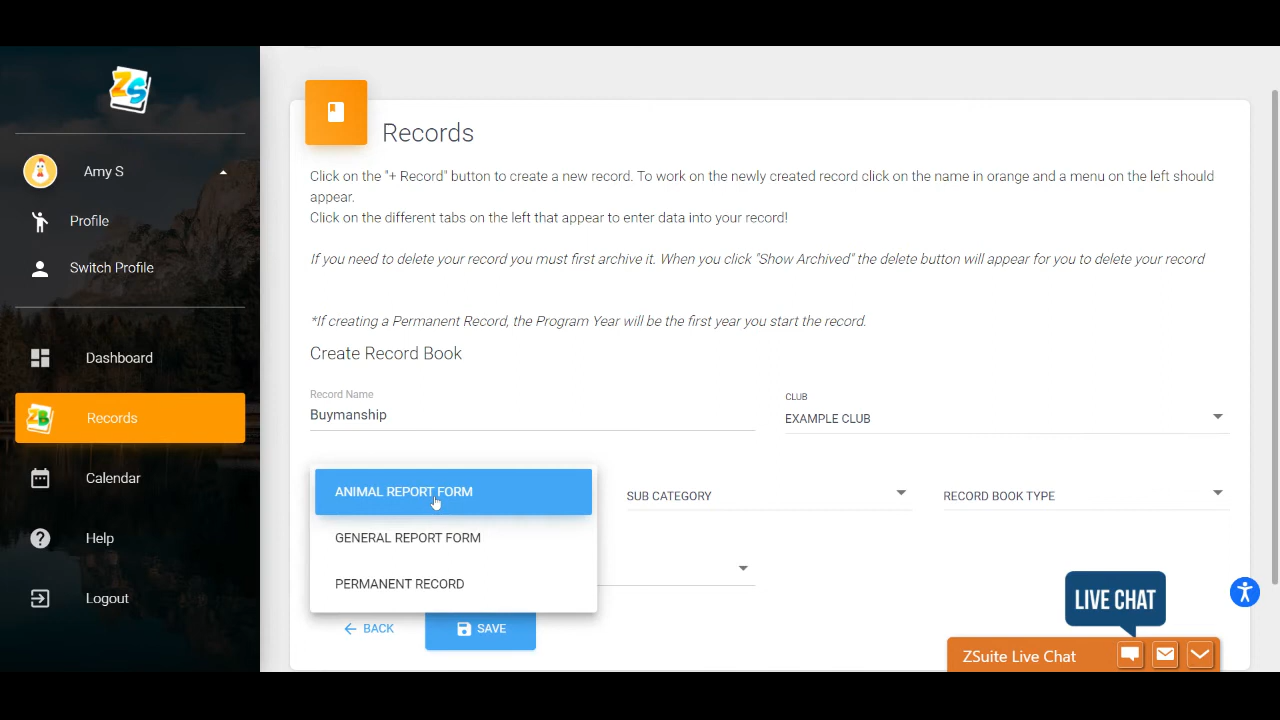 ZS
Amy S
Profile
Switch Profile
Dashboard
ZB
Records
Calendar
Help
Logout
Records
Click on the "+ Record" button to create a new record. To work on the newly created record click on the name in orange and a menu on the left should
appear.
Click on the different tabs on the left that appear to enter data into your record!
If you need to delete your record you must first archive it. When you click "Show Archived" the delete button will appear for you to delete your record
*If creating a Permanent Record, the Program Year will be the first year you start the record.
Create Record Book
Record Name
Buymanship
CLUB
EXAMPLE CLUB
ANIMAL REPORT FORM
GENERAL REPORT FORM
PERMANENT RECORD
SUB CATEGORY
RECORD BOOK TYPE
BACK
SAVE
LIVE CHAT
ZSuite Live Chat